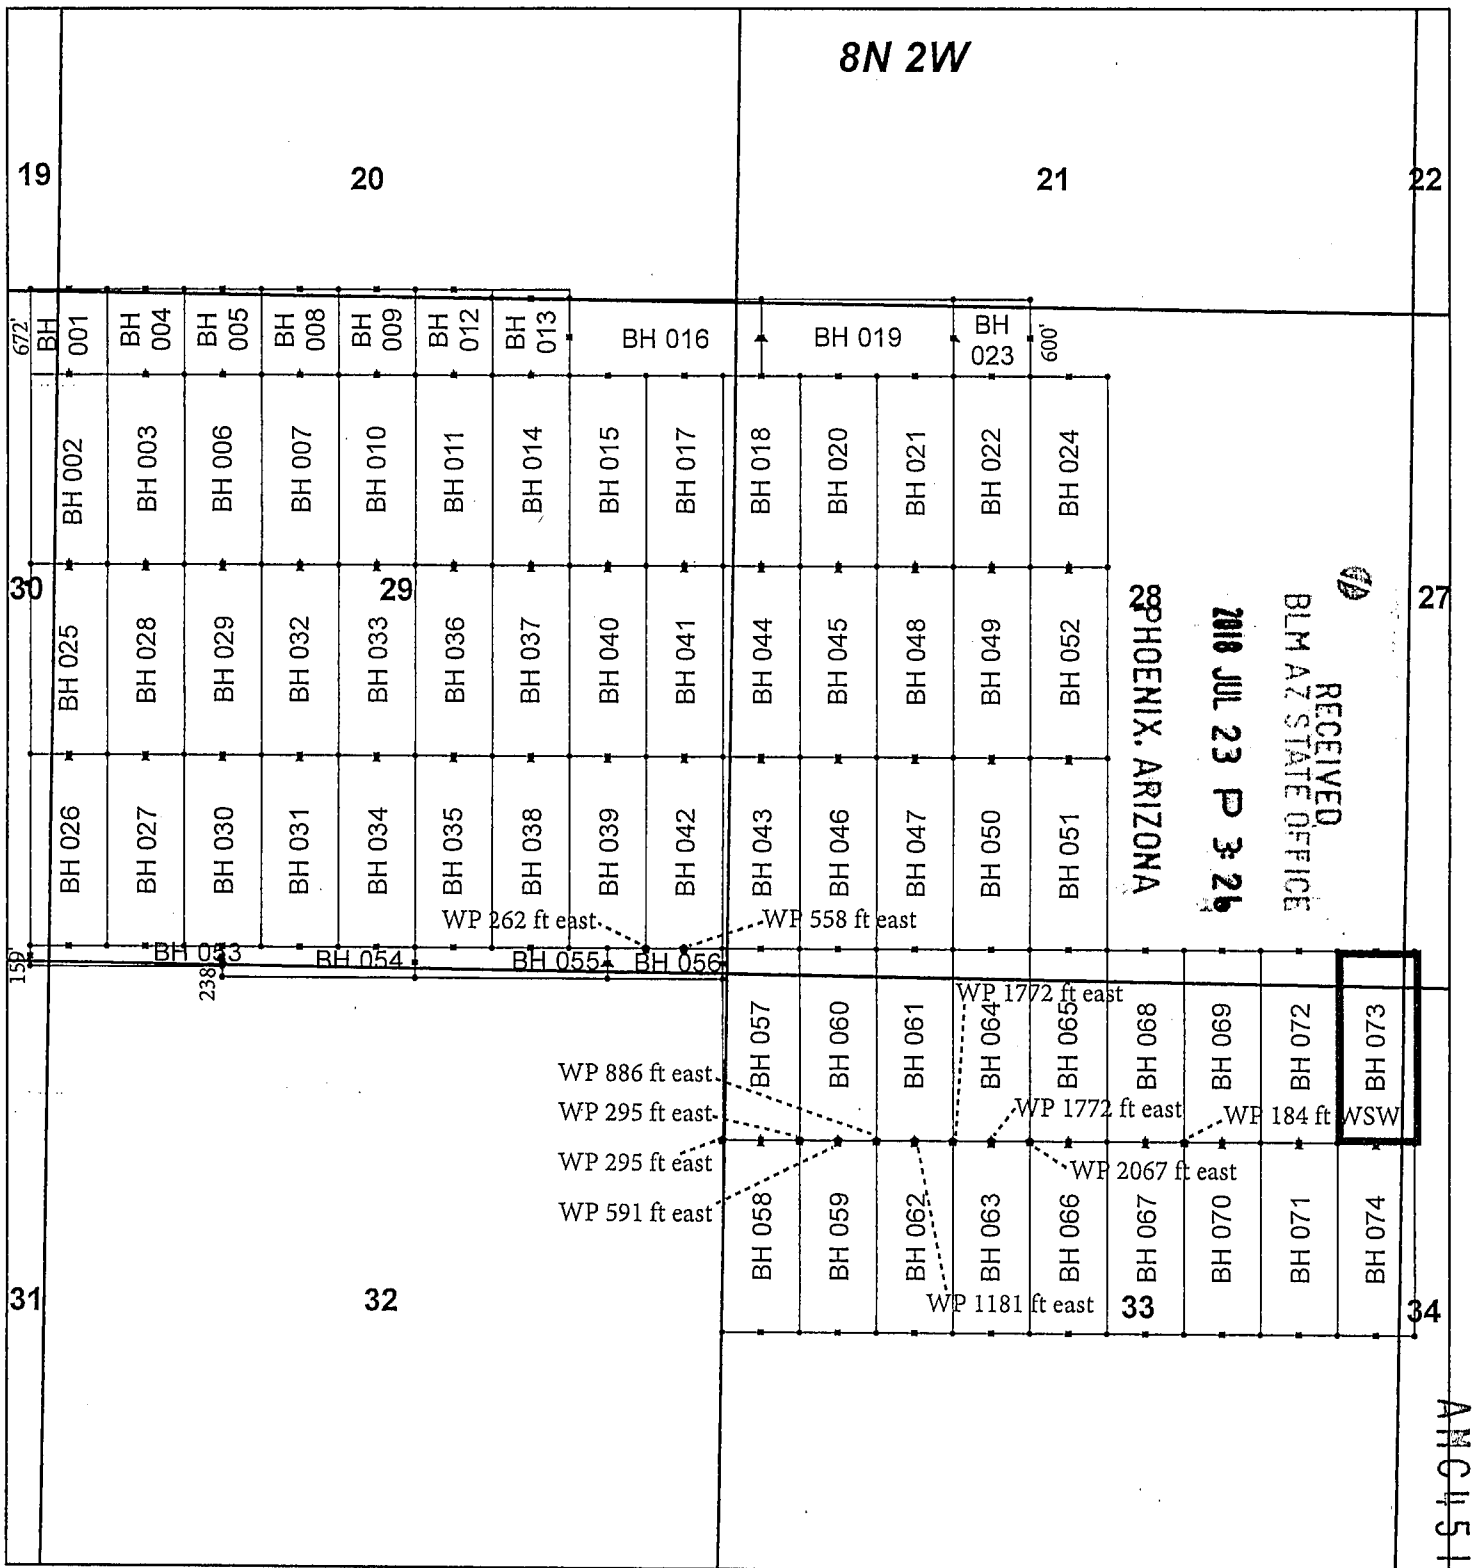 8N 2W
19
20
21
22
672'
BH 001
BH 004
BH 005
BH 008
BH 009
BH 012
BH 013
BH 016
BH 019
BH 023
600'
BH 002
BH 003
BH 006
BH 007
BH 010
BH 011
BH 014
BH 015
BH 017
BH 018
BH 020
BH 021
BH 022
BH 024
30
29
28
27
BH 025
BH 028
BH 029
BH 032
BH 033
BH 036
BH 037
BH 040
BH 041
BH 044
BH 045
BH 048
BH 049
BH 052
RECEIVED
BLM AZ STATE OFFICE
2018 JUL 23 P 3:26
PHOENIX, ARIZONA
BH 026
BH 027
BH 030
BH 031
BH 034
BH 035
BH 038
BH 039
BH 042
BH 043
BH 046
BH 047
BH 050
BH 051
WP 262 ft east
WP 558 ft east
159'
BH 053
238'
BH 054
BH 055
BH 056
WP 1772 ft east
BH 057
BH 060
BH 061
BH 064
BH 065
BH 068
BH 069
BH 072
BH 073
WP 886 ft east
WP 295 ft east
WP 1772 ft east
WP 184 ft WSW
WP 295 ft east
WP 2067 ft east
WP 591 ft east
BH 058
BH 059
BH 062
BH 063
BH 066
BH 067
BH 070
BH 071
BH 074
WP 1181 ft east
31
32
33
34
AMC451